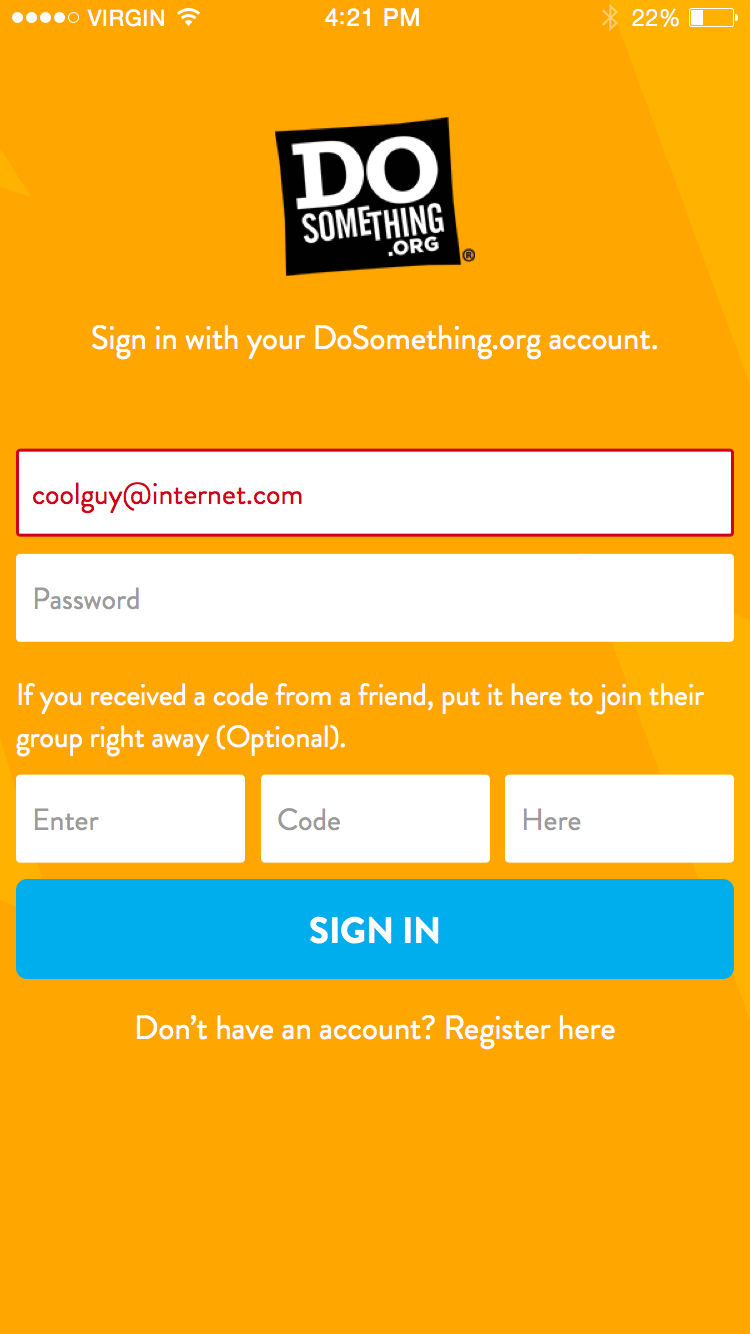 VIRGIN 4:21 PM 22%
DO
SOMETHING
.ORG ®
Sign in with your DoSomething.org account.
coolguy@internet.com
Password
If you received a code from a friend, put it here to join their
group right away (Optional).
Enter Code Here
SIGN IN
Don’t have an account? Register here